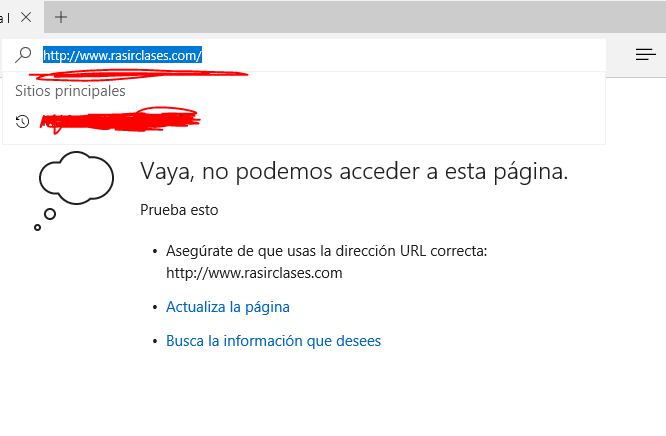 http://www.rasirclases.com/
Sitios principales
Vaya, no podemos acceder a esta página.
Prueba esto
• Asegúrate de que usas la dirección URL correcta:
http://www.rasirclases.com
• Actualiza la página
• Busca la información que desees